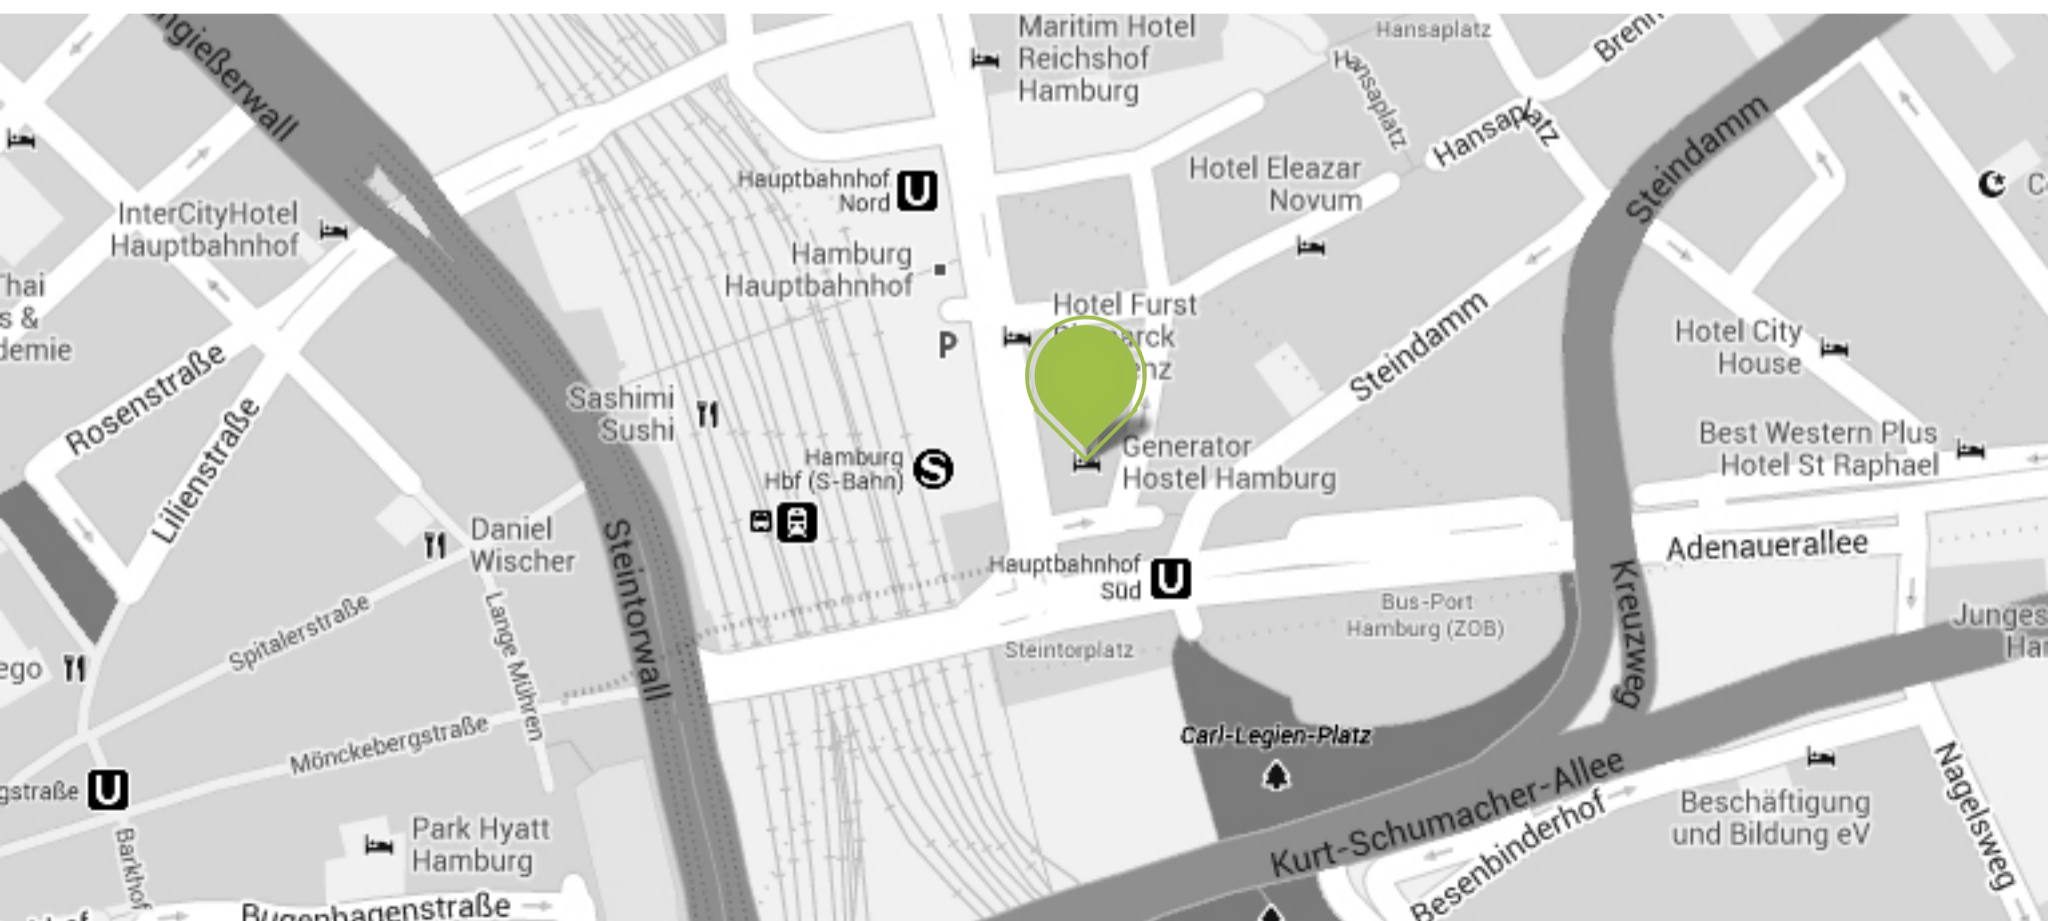 Maritim Hotel
Reichshof
Hamburg
Hansaplatz
Hansaplatz
Hansaplatz
Steindamm
Hauptbahnhof
Nord
U
Hotel Eleazar
Novum
InterCityHotel
Hauptbahnhof
Hamburg
Hauptbahnhof
P
Hotel Furst
Steindamm
Hotel City
House
Rosenstraße
Lilienstraße
Sashimi
Sushi
Hamburg
Hbf (S-Bahn)
S
Generator
Hostel Hamburg
Best Western Plus
Hotel St Raphael
Daniel
Wischer
Steintorwall
Hauptbahnhof
Süd
U
Adenauerallee
Kreuzweg
Bus-Port
Hamburg (ZOB)
Steintorplatz
Spitalerstraße
Lange Mühren
Junges
Mönckebergstraße
Carl-Legien-Platz
gstraße
U
Kurt-Schumacher-Allee
Besenbinderhof
Beschäftigung
und Bildung eV
Nagelsweg
Park Hyatt
Hamburg
Barkhof
Bugenhagenstraße